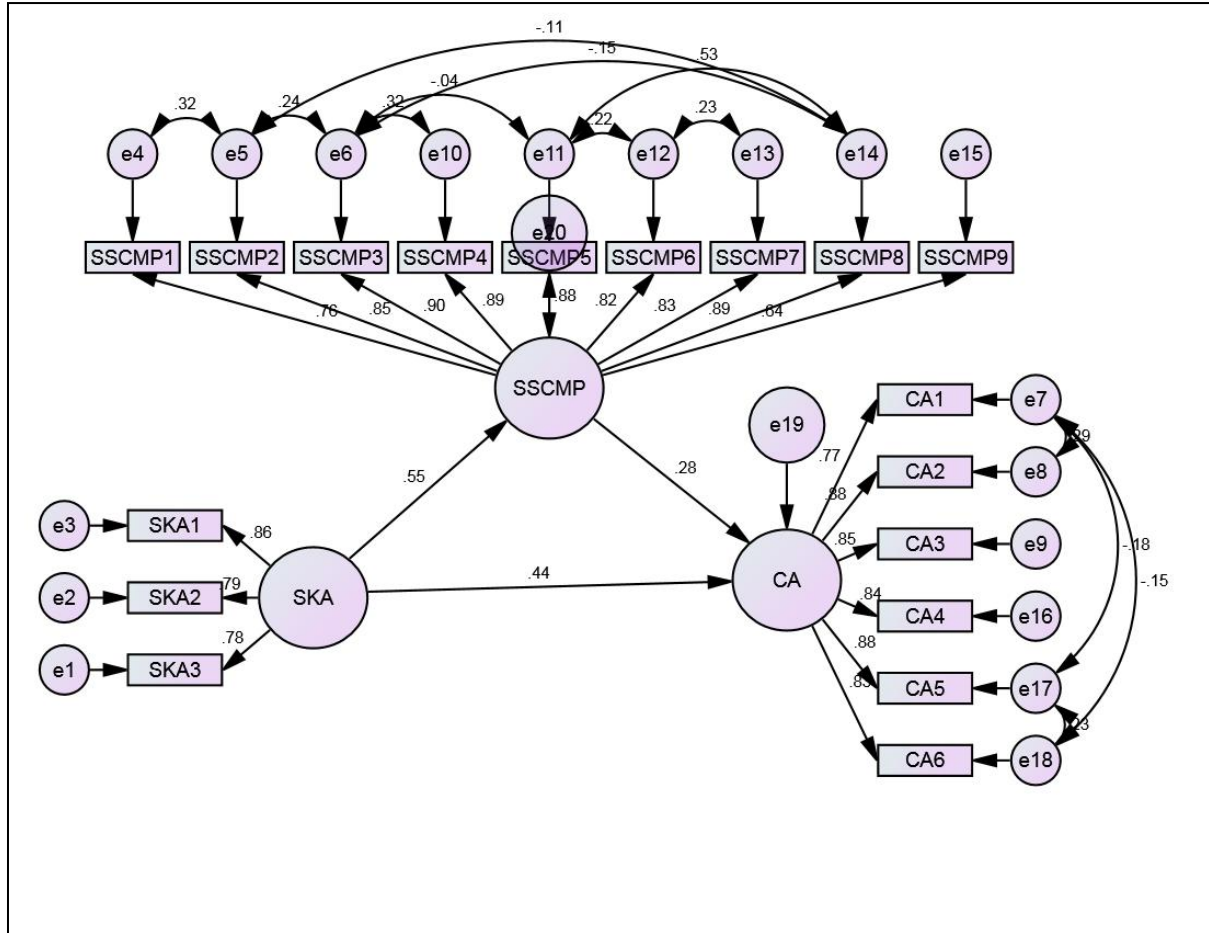 -.11
-.15
.53
-.04
.32
.24
.32
.22
.23
e4
e5
e6
e10
e11
e12
e13
e14
e15
e20
SSCMP1
SSCMP2
SSCMP3
SSCMP4
SSCMP5
SSCMP6
SSCMP7
SSCMP8
SSCMP9
.76
.85
.90
.89
.88
.82
.83
.89
.84
SSCMP
.55
.28
.44
e3
SKA1
.86
e2
SKA2
.79
SKA
e1
SKA3
.78
e19
CA
.77
CA1
e7
.29
.88
CA2
e8
.85
CA3
e9
-.18
-.15
.84
CA4
e16
.88
CA5
e17
CA6
e18